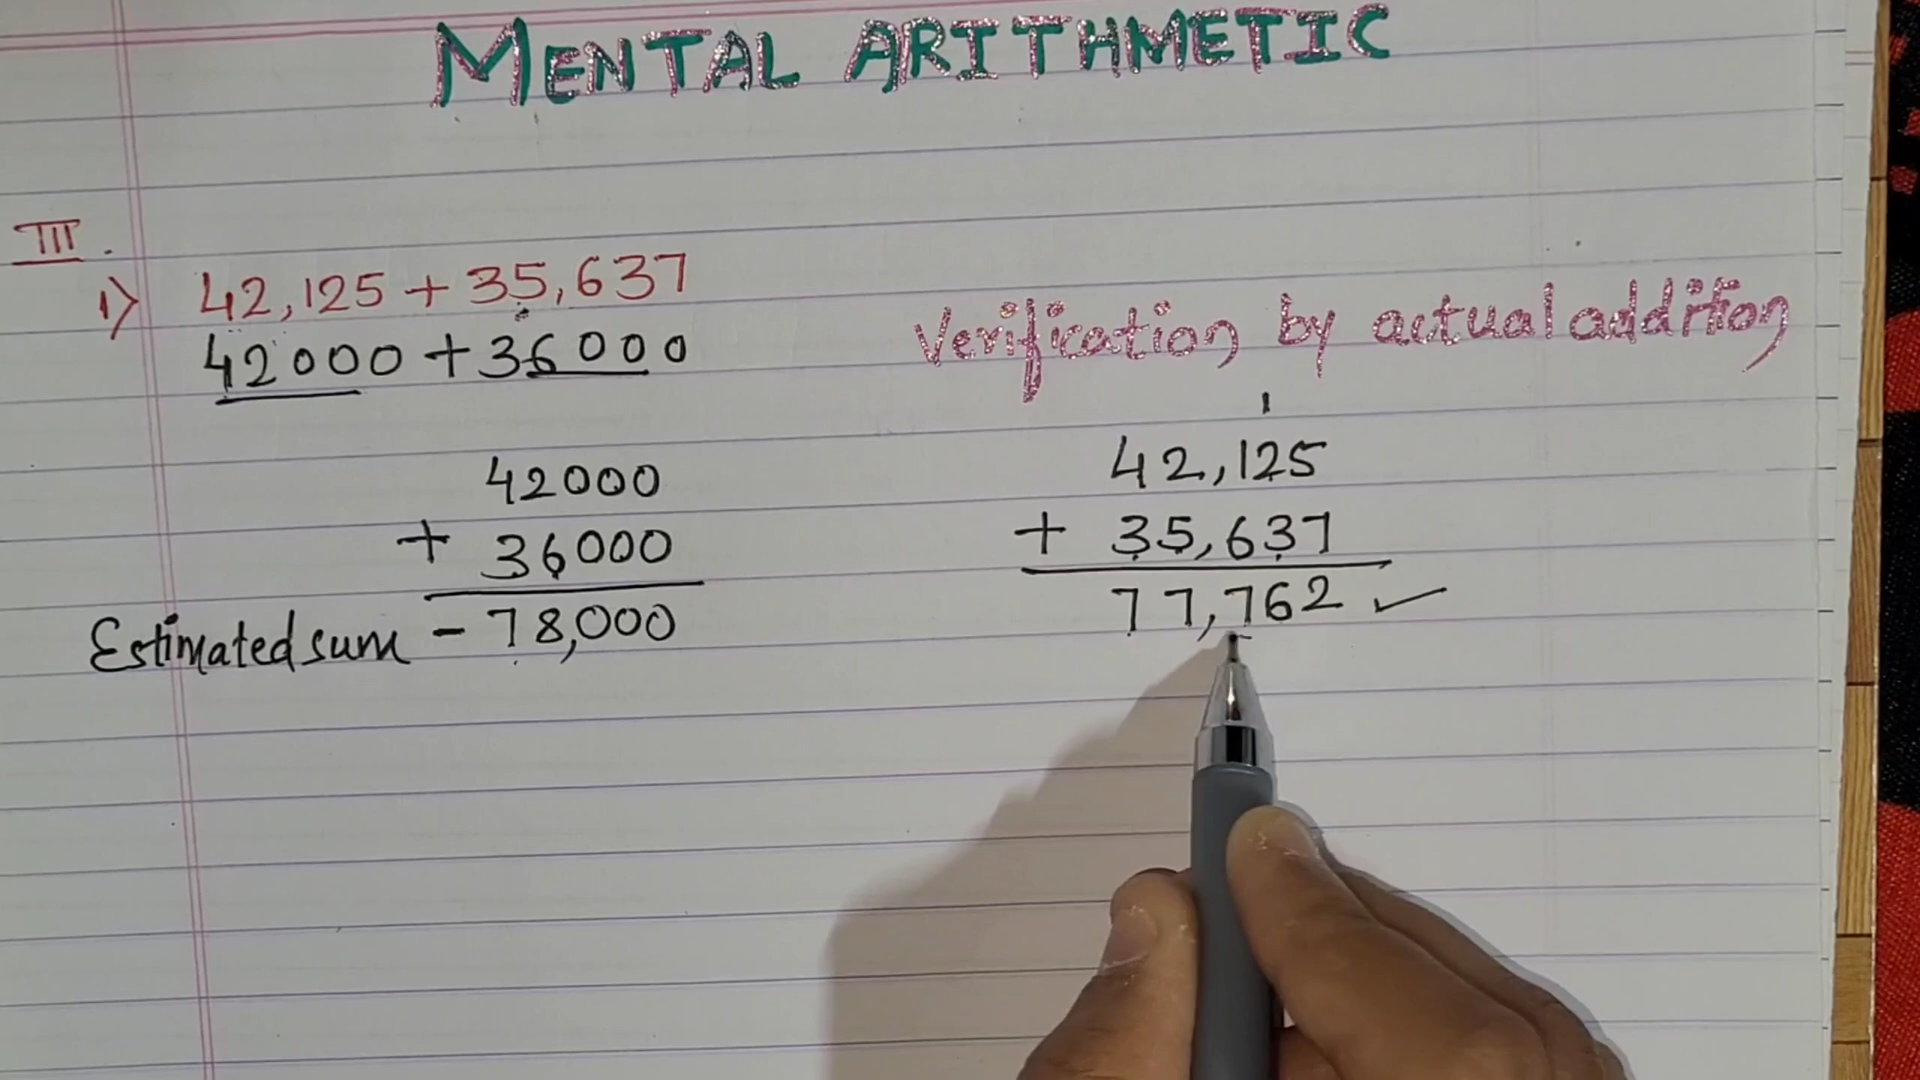 MENTAL ARITHMETIC
III.
1) 42,125 + 35,637
42000 + 36000
42000
+ 36000
Estimated sum - 78,000
Verification by actual addition
1
42,125
+ 35,637
77,762 ✓